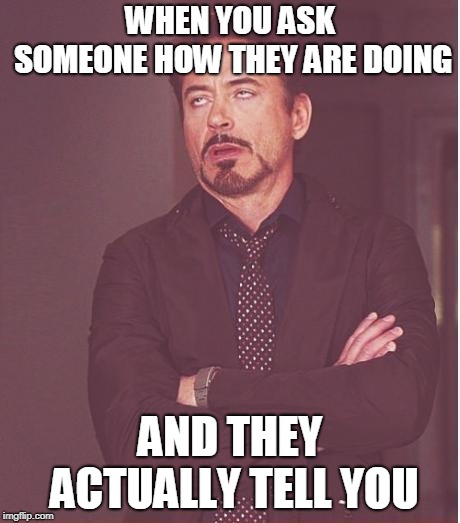 WHEN YOU ASK
SOMEONE HOW THEY ARE DOING
AND THEY
ACTUALLY TELL YOU
imgflip.com